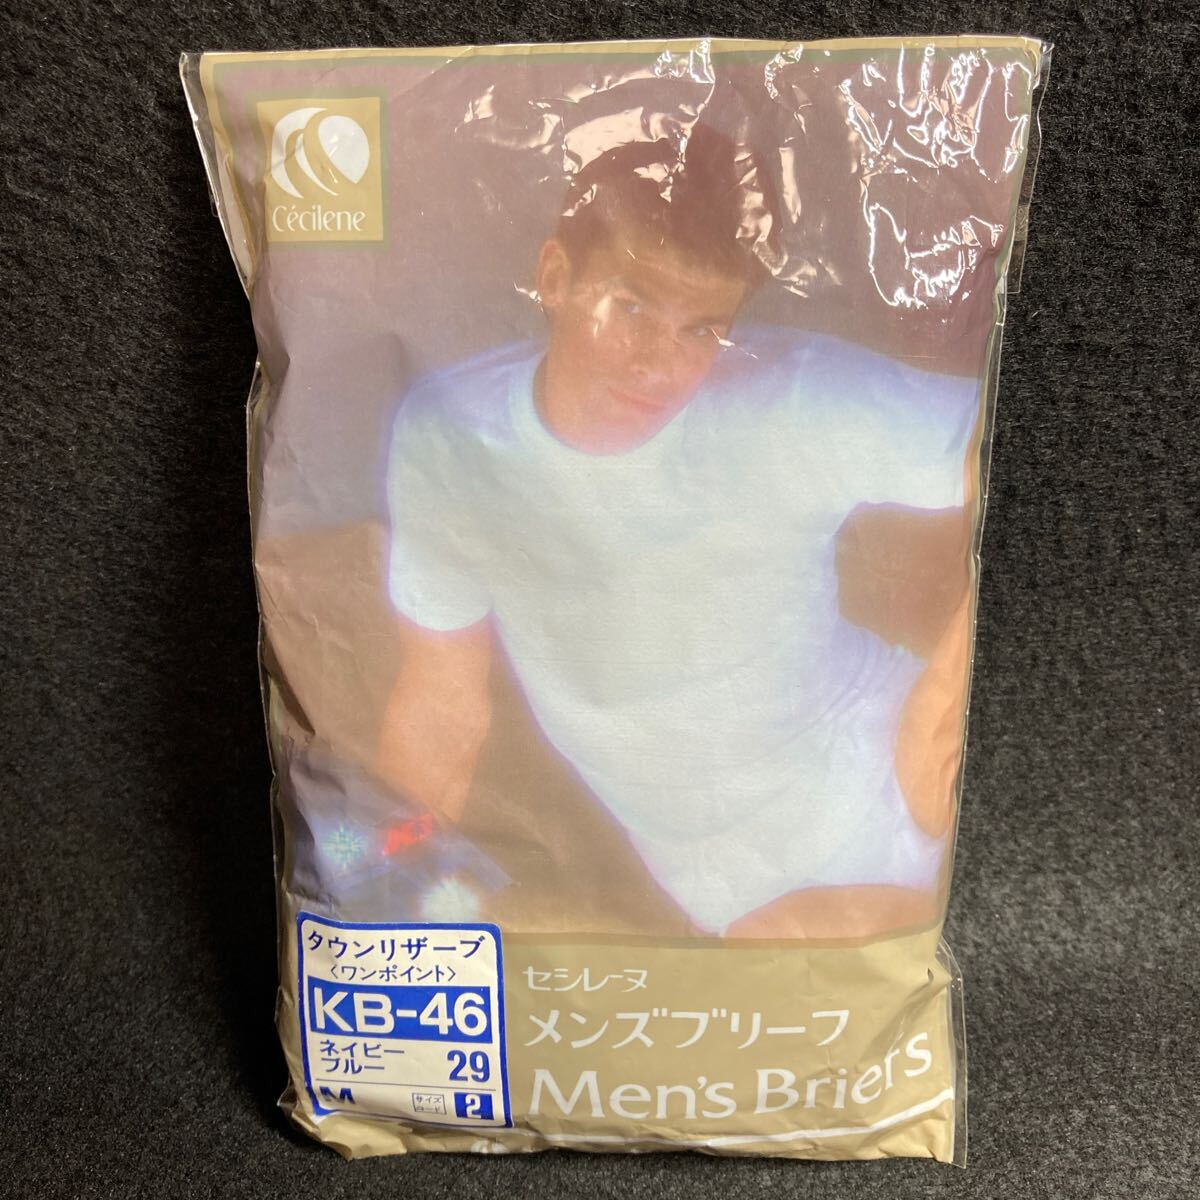 Cécilene
タウンリザーブ
〈ワンポイント〉
KB-46
ネイビー
ブルー
29
M
サイズ
コード
2
セシレーヌ
メンズブリーフ
Men's Briefs